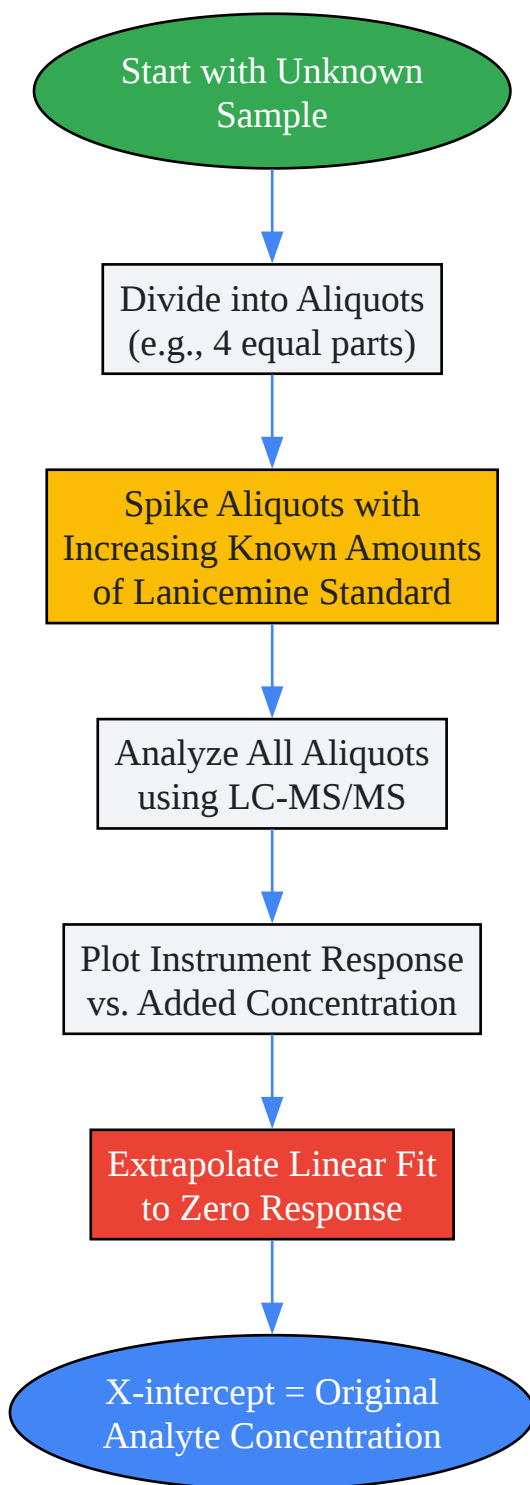 Start with Unknown
Sample
Divide into Aliquots
(e.g., 4 equal parts)
Spike Aliquots with
Increasing Known Amounts
of Lanicemine Standard
Analyze All Aliquots
using LC-MS/MS
Plot Instrument Response
vs. Added Concentration
Extrapolate Linear Fit
to Zero Response
X-intercept = Original
Analyte Concentration